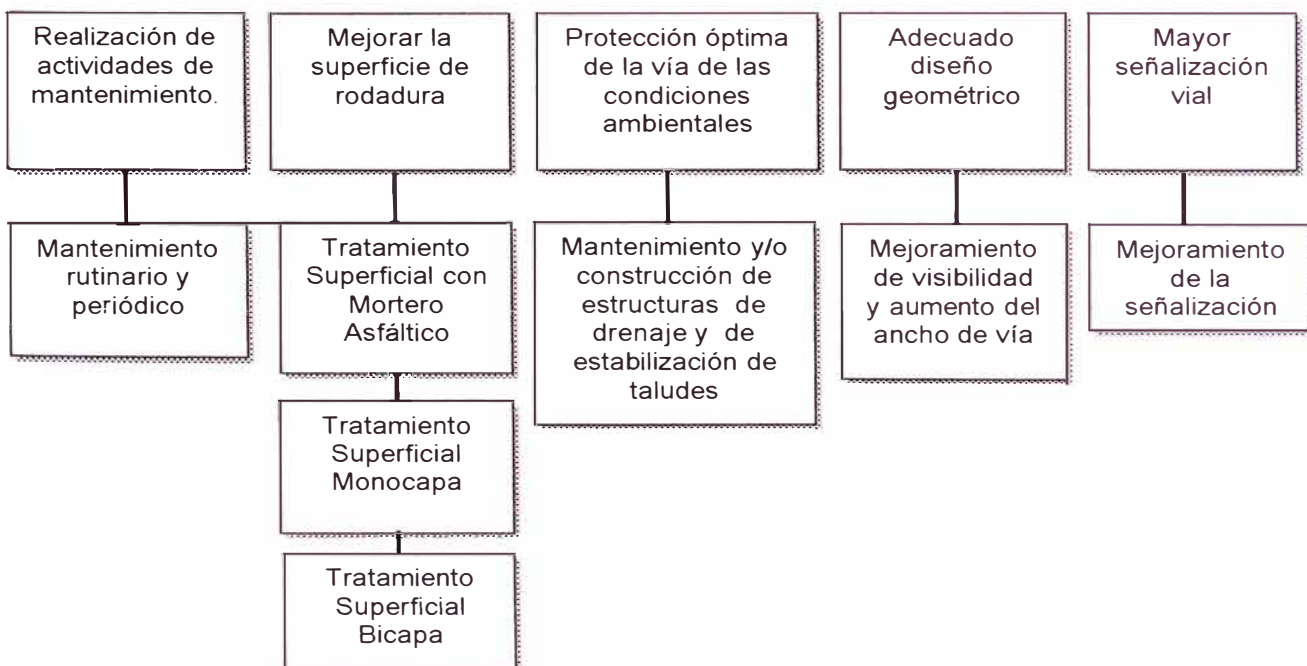 Realización de
actividades de
mantenimiento.
Mejorar la
superficie de
rodadura
Protección óptima
de la vía de las
condiciones
ambientales
Adecuado
diseño
geométrico
Mayor
señalización
vial
Mantenimiento
rutinario y
periódico
Tratamiento
Superficial con
Mortero
Asfáltico
Mantenimiento y/o
construcción de
estructuras de
drenaje y de
estabilización de
taludes
Mejoramiento
de visibilidad
y aumento del
ancho de vía
Mejoramiento
de la
señalización
Tratamiento
Superficial
Monocapa
Tratamiento
Superficial
Bicapa